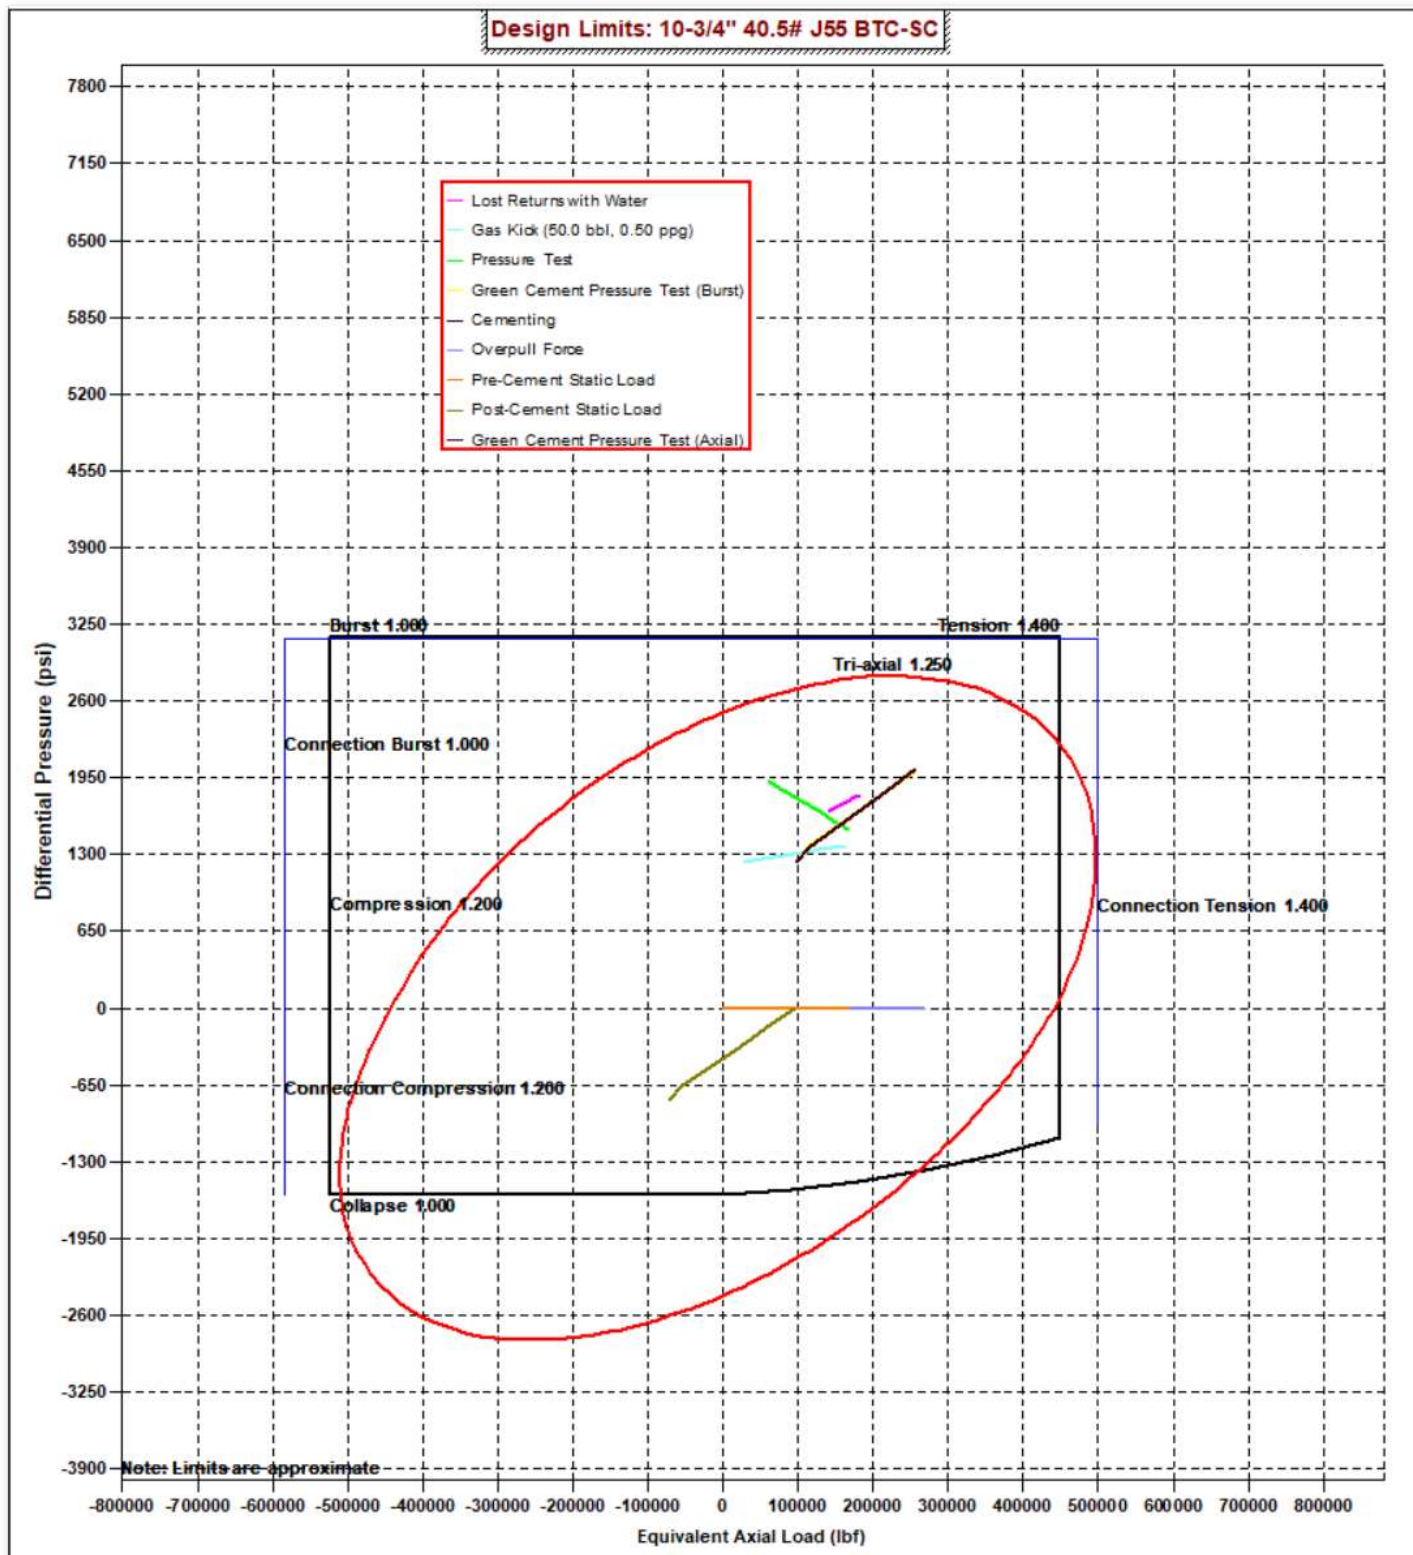 Design Limits: 10-3/4" 40.5# J55 BTC-SC
7800
7150
6500
5850
5200
4550
3900
3250
2600
1950
1300
650
0
-650
-1300
-1950
-2600
-3250
-3900
Differential Pressure (psi)
Lost Returns with Water
Gas Kick (50.0 bbl, 0.50 ppg)
Pressure Test
Green Cement Pressure Test (Burst)
Cementing
Overpull Force
Pre-Cement Static Load
Post-Cement Static Load
Green Cement Pressure Test (Axial)
Burst 1.000
Tension 1.400
Tri-axial 1.250
Connection Burst 1.000
Compression 1.200
Connection Tension 1.400
Connection Compression 1.200
Collapse 1.000
Note: Limits are approximate
-800000 -700000 -600000 -500000 -400000 -300000 -200000 -100000 0 100000 200000 300000 400000 500000 600000 700000 800000
Equivalent Axial Load (lbf)